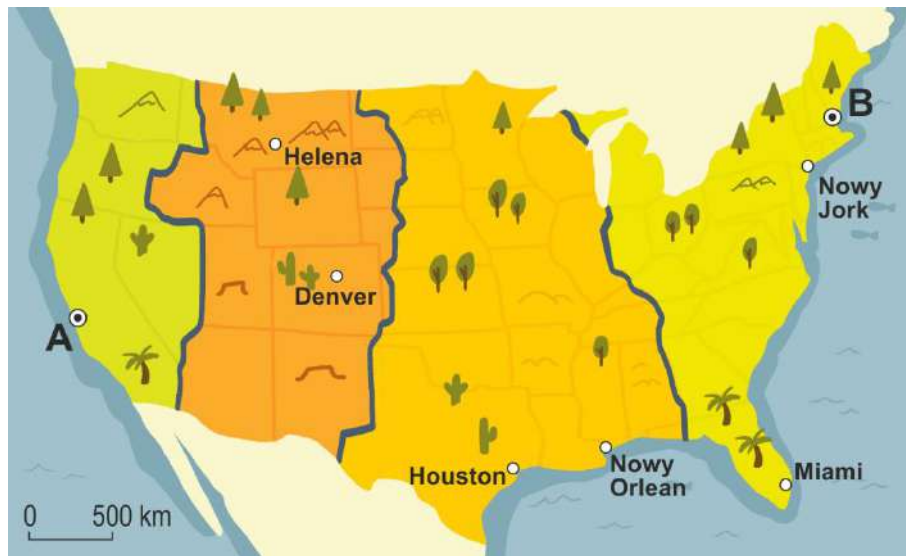 B
Helena
Nowy
Jork
Denver
A
Houston
Nowy
Orlean
Miami
0 500 km